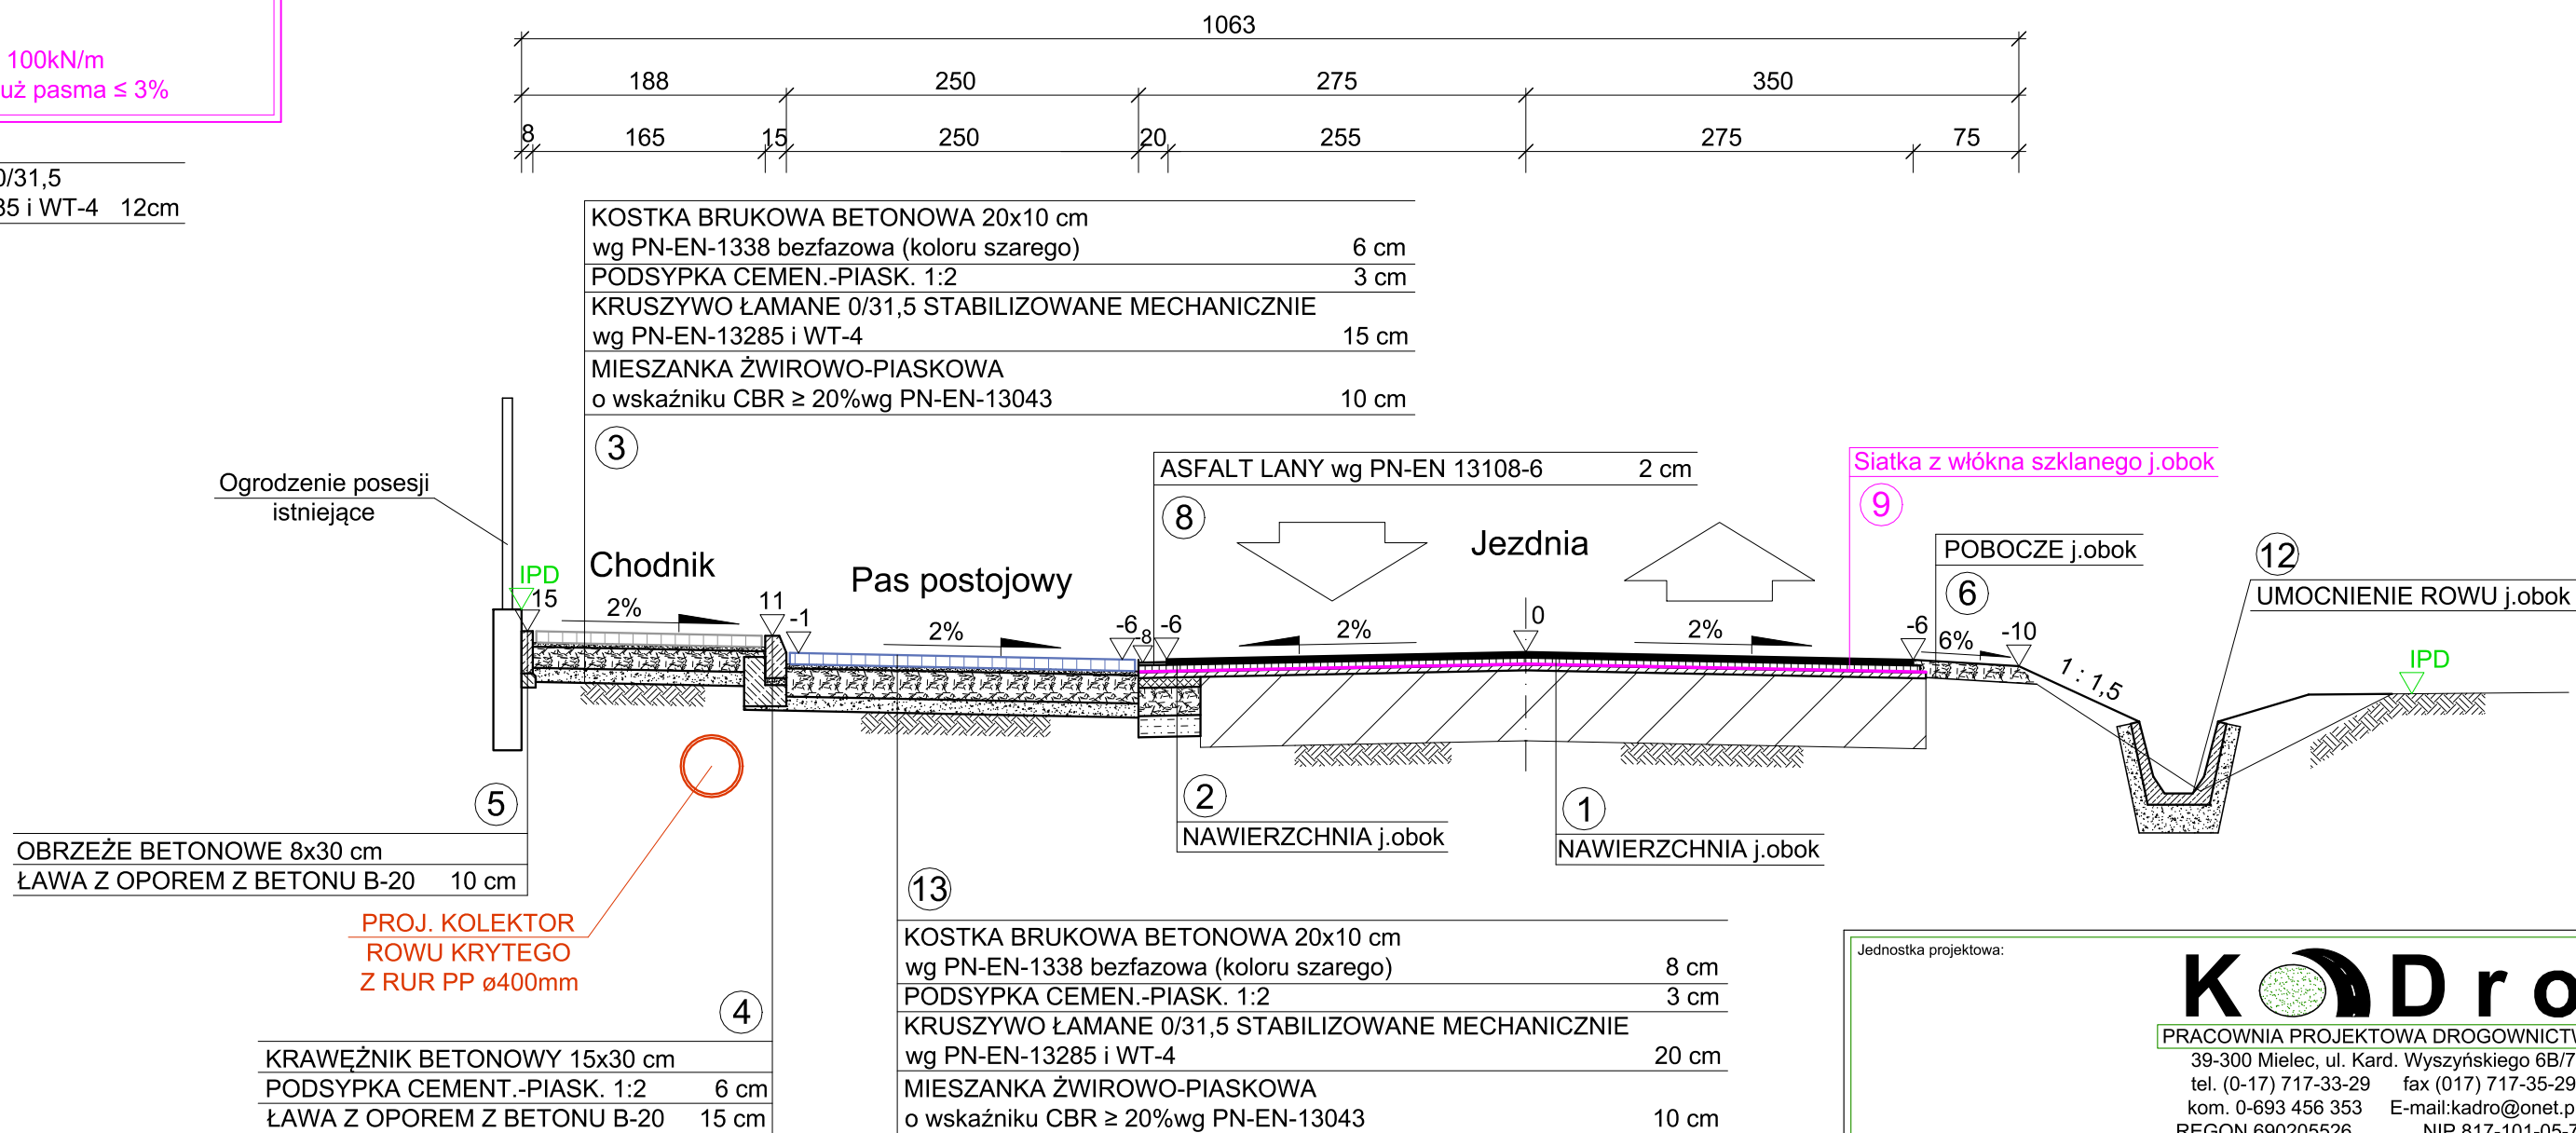 1063
188 250 275 350
8 165 15 250 20 255 275 75
100kN/m
pasma ≤ 3%
0/31,5
i WT-4 12cm
KOSTKA BRUKOWA BETONOWA 20x10 cm
wg PN-EN-1338 bezfazowa (koloru szarego) 6 cm
PODSYPKA CEMEN.-PIASK. 1:2 3 cm
KRUSZYWO ŁAMANE 0/31,5 STABILIZOWANE MECHANICZNIE
wg PN-EN-13285 i WT-4 15 cm
MIESZANKA ŻWIROWO-PIASKOWA
o wskaźniku CBR ≥ 20%wg PN-EN-13043 10 cm
3
Ogrodzenie posesji
istniejące
ASFALT LANY wg PN-EN 13108-6 2 cm
8
Siatka z włókna szklanego j.obok
9
Jezdnia
POBOCZE j.obok
6
12
UMOCNIENIE ROWU j.obok
Chodnik
Pas postojowy
IPD
15 2% 11 -1 2% -6 -8 -6 2% 0 2% -6 6% -10
1 : 1,5
IPD
5
OBRZEŻE BETONOWE 8x30 cm
ŁAWA Z OPOREM Z BETONU B-20 10 cm
2
NAWIERZCHNIA j.obok
1
NAWIERZCHNIA j.obok
PROJ. KOLEKTOR
ROWU KRYTEGO
Z RUR PP ø400mm
4
KRAWĘŻNIK BETONOWY 15x30 cm
PODSYPKA CEMENT.-PIASK. 1:2 6 cm
ŁAWA Z OPOREM Z BETONU B-20 15 cm
13
KOSTKA BRUKOWA BETONOWA 20x10 cm
wg PN-EN-1338 bezfazowa (koloru szarego) 8 cm
PODSYPKA CEMEN.-PIASK. 1:2 3 cm
KRUSZYWO ŁAMANE 0/31,5 STABILIZOWANE MECHANICZNIE
wg PN-EN-13285 i WT-4 20 cm
MIESZANKA ŻWIROWO-PIASKOWA
o wskaźniku CBR ≥ 20%wg PN-EN-13043 10 cm
Jednostka projektowa:
K Dro
PRACOWNIA PROJEKTOWA DROGOWNICTW
39-300 Mielec, ul. Kard. Wyszyńskiego 6B/7
tel. (0-17) 717-33-29 fax (017) 717-35-29
kom. 0-693 456 353 E-mail:kadro@onet.p
REGON 690205526 NIP 817-101-05-7